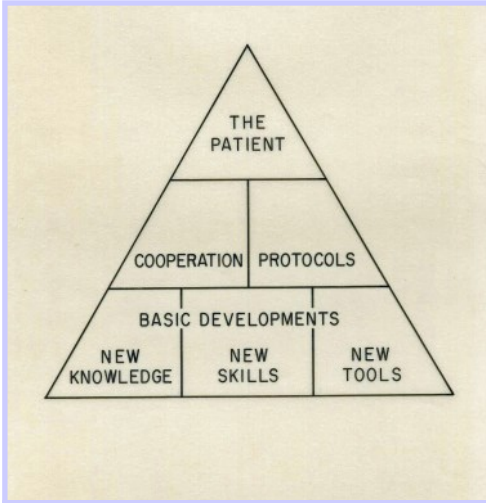 THE
PATIENT
COOPERATION PROTOCOLS
BASIC DEVELOPMENTS
NEW NEW NEW
KNOWLEDGE SKILLS TOOLS